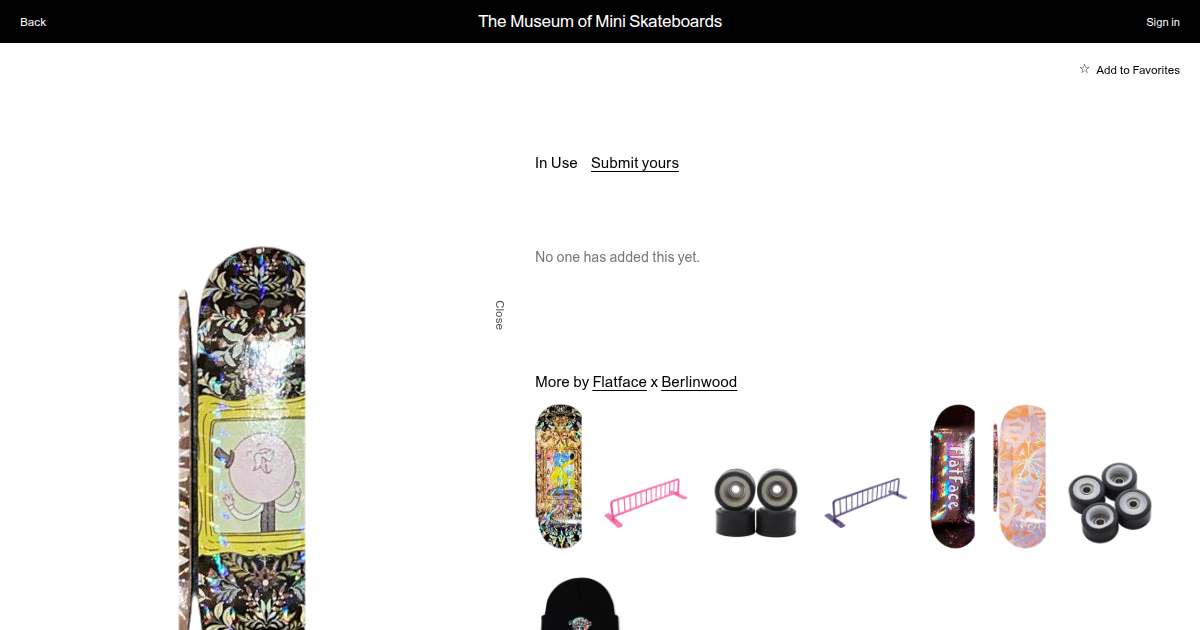 Back
The Museum of Mini Skateboards
Sign in
☆ Add to Favorites
In Use Submit yours
No one has added this yet.
Close
More by Flatface x Berlinwood
FlatFace